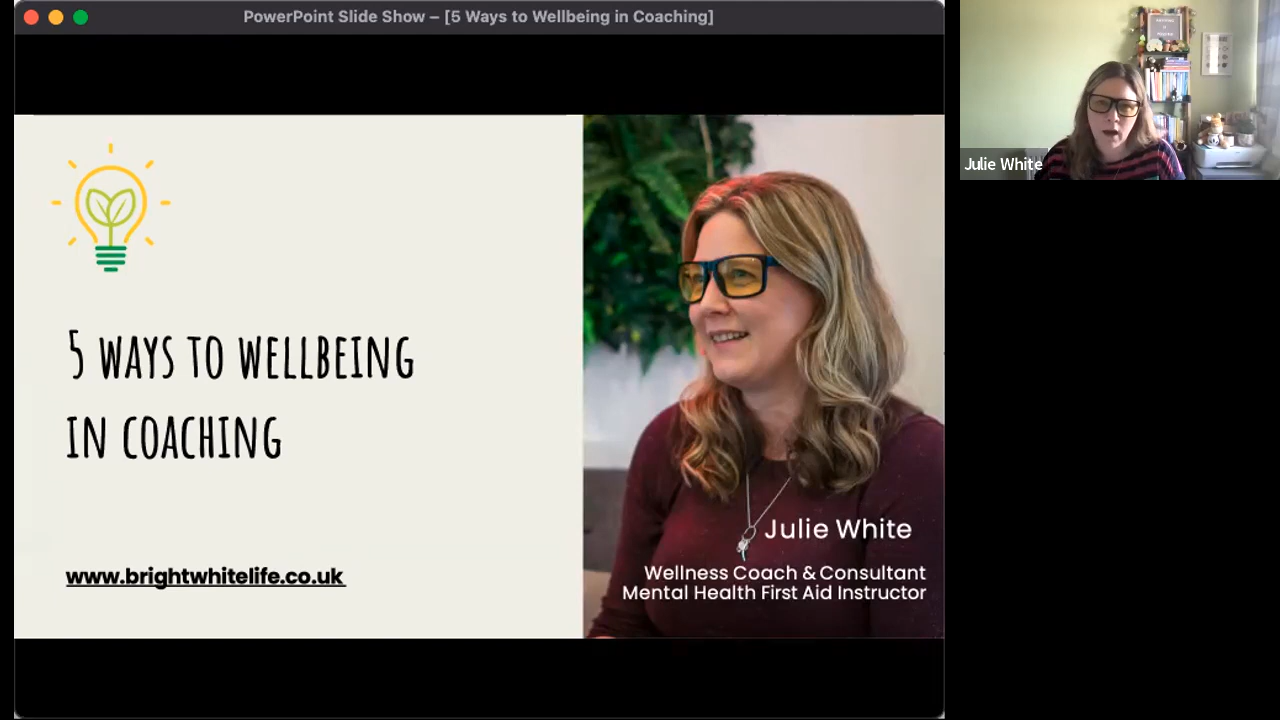 PowerPoint Slide Show – [5 Ways to Wellbeing in Coaching]
5 WAYS TO WELLBEING
IN COACHING
www.brightwhitelife.co.uk
Julie White
Wellness Coach & Consultant
Mental Health First Aid Instructor
Julie White